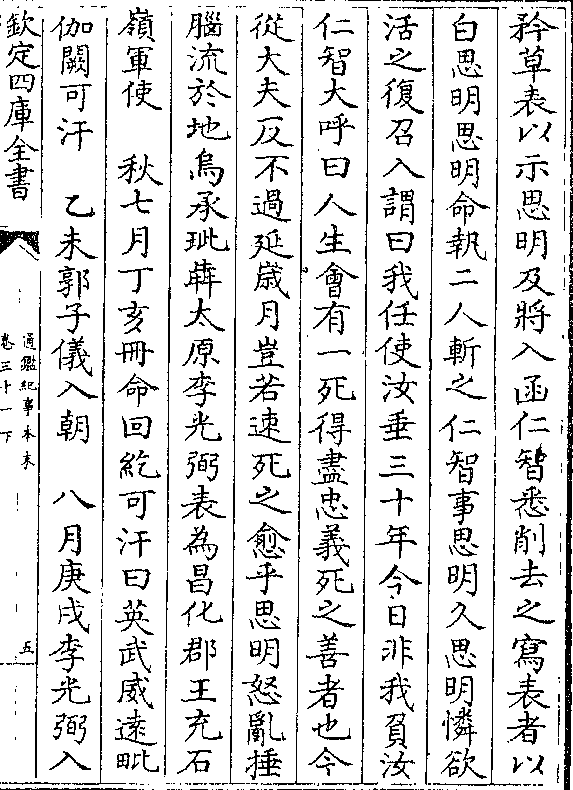 矜草表以示思明及將入函仁智悉削去之寫表者以
白思明思明命執二人斬之仁智事思明久思明憐欲
活之復召入謂曰我任使汝垂三十年今日非我負汝
仁智大呼曰人生會有一死得盡忠義死之善者也今
從大夫反不過延歲月豈若速死之愈乎思明怒亂捶
腦流於地烏承玼犇太原李光弼表為昌化郡王充石
嶺軍使　秋七月丁亥冊命回紇可汗曰英武威遠毗
伽闕可汗　乙未郭子儀入朝　八月庚戌李光弼入
欽定四庫全書
通鑑紀事本末
卷三十一下
五